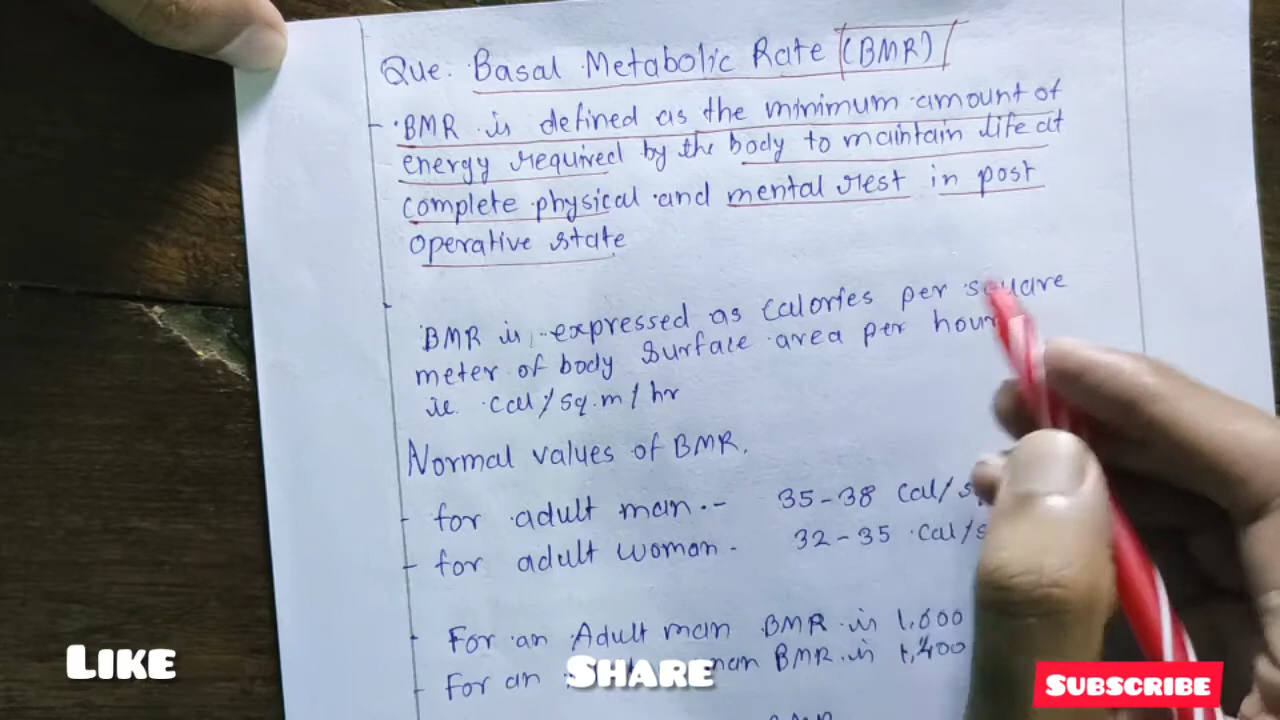 Que. Basal Metabolic Rate (BMR)
- BMR is defined as the minimum amount of
energy required by the body to maintain life at
complete physical and mental rest in post
operative state
- BMR is expressed as calories per square
meter of body surface area per hour
ie. cal/sq.m/hr
Normal values of BMR.
- for adult man.- 35-38 cal/
- for adult woman - 32-35 cal/
- For an Adult man BMR is 1,600
- For an man BMR is 1,400
BMR
LIKE
SHARE
SUBSCRIBE